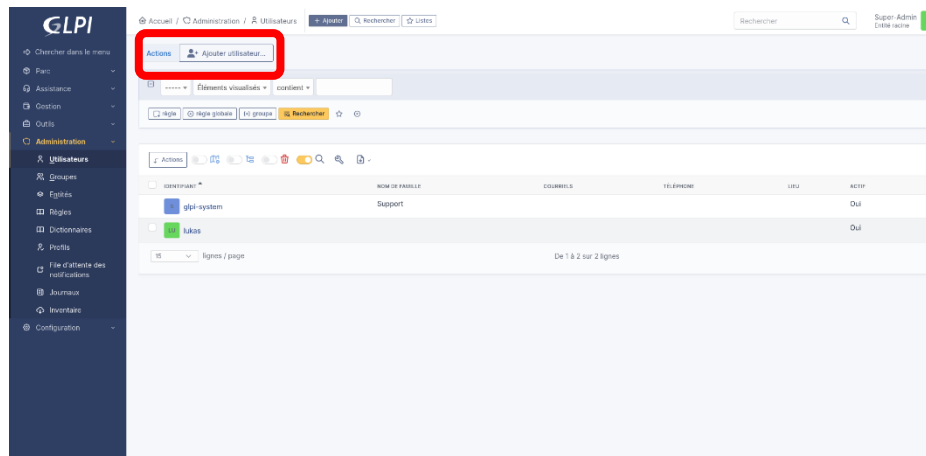 GLPI
Accueil / Administration / Utilisateurs
+ Ajouter
Rechercher
Listes
Rechercher
Super-Admin
Entité racine
Chercher dans le menu
Parc
Assistance
Gestion
Outils
Administration
Utilisateurs
Groupes
Entités
Règles
Dictionnaires
Profils
File d'attente des
notifications
Journaux
Inventaire
Configuration
Actions
Ajouter utilisateur...
-----
Éléments visualisés
contient
règle
règle globale
groupe
Rechercher
Actions
IDENTIFIANT NOM DE FAMILLE COURRIELS TÉLÉPHONE LIEU ACTIF
glpi-system Support Oui
LU lukas Oui
15 lignes / page De 1 à 2 sur 2 lignes